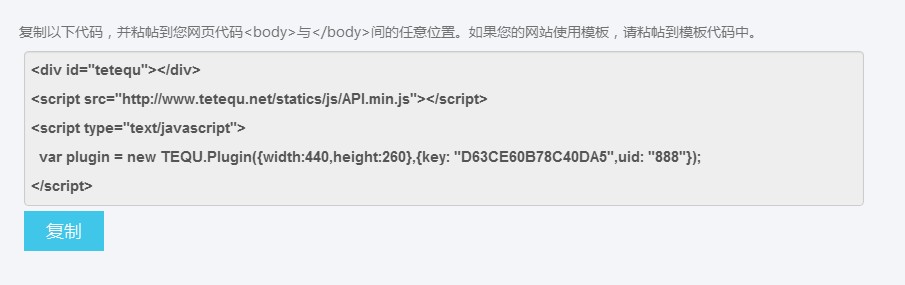 复制以下代码，并粘帖到您网页代码<body>与</body>间的任意位置。如果您的网站使用模板，请粘帖到模板代码中。
<div id="tetequ"></div>
<script src="http://www.tetequ.net/statics/js/API.min.js"></script>
<script type="text/javascript">
var plugin = new TEQU.Plugin({width:440,height:260},{key: "D63CE60B78C40DA5",uid: "888"});
</script>
复制